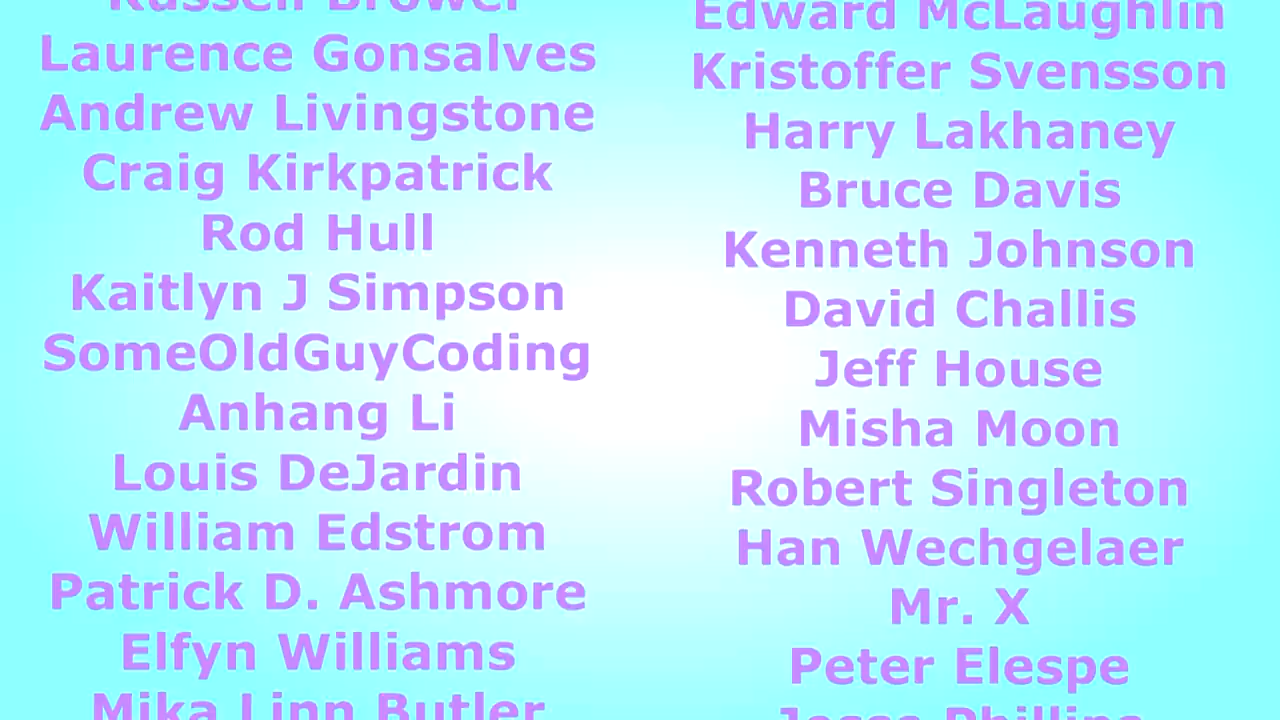 Russell Brower
Laurence Gonsalves
Andrew Livingstone
Craig Kirkpatrick
Rod Hull
Kaitlyn J Simpson
SomeOldGuyCoding
Anhang Li
Louis DeJardin
William Edstrom
Patrick D. Ashmore
Elfyn Williams
Mika Linn Butler
Edward McLaughlin
Kristoffer Svensson
Harry Lakhaney
Bruce Davis
Kenneth Johnson
David Challis
Jeff House
Misha Moon
Robert Singleton
Han Wechgelaer
Mr. X
Peter Elespe
Jesse Phillips